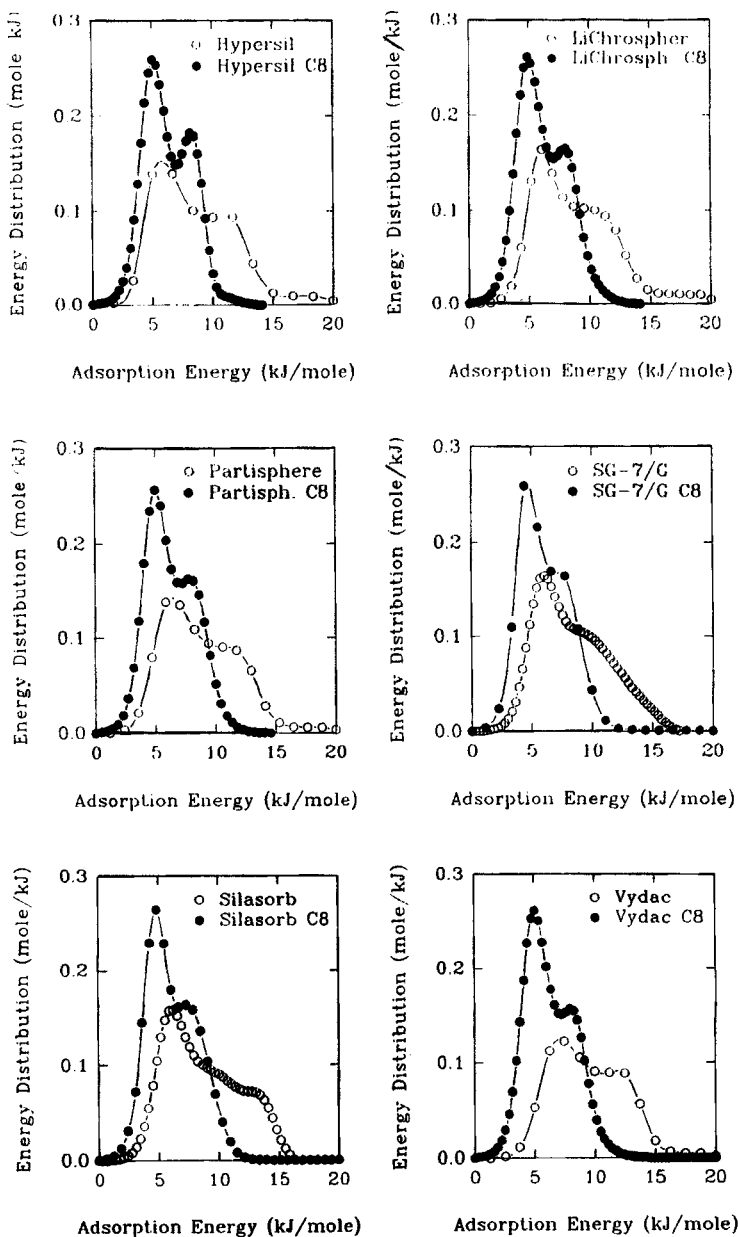 Energy Distribution (mole kJ)
0.3
0.2
0.1
0.0
○ Hypersil
● Hypersil C8
0 5 10 15 20
Adsorption Energy (kJ/mole)
Energy Distribution (mole/kJ)
0.3
0.2
0.1
0.0
○ LiChrospher
● LiChrosph. C8
0 5 10 15 20
Adsorption Energy (kJ/mole)
Energy Distribution (mole/kJ)
0.3
0.2
0.1
0.0
○ Partisphere
● Partisph. C8
0 5 10 15 20
Adsorption Energy (kJ/mole)
Energy Distribution (mole/kJ)
0.3
0.2
0.1
0.0
○ SG-7/G
● SG-7/G C8
0 5 10 15 20
Adsorption Energy (kJ/mole)
Energy Distribution (mole/kJ)
0.3
0.2
0.1
0.0
○ Silasorb
● Silasorb C8
0 5 10 15 20
Adsorption Energy (kJ/mole)
Energy Distribution (mole/kJ)
0.3
0.2
0.1
0.0
○ Vydac
● Vydac C8
0 5 10 15 20
Adsorption Energy (kJ/mole)